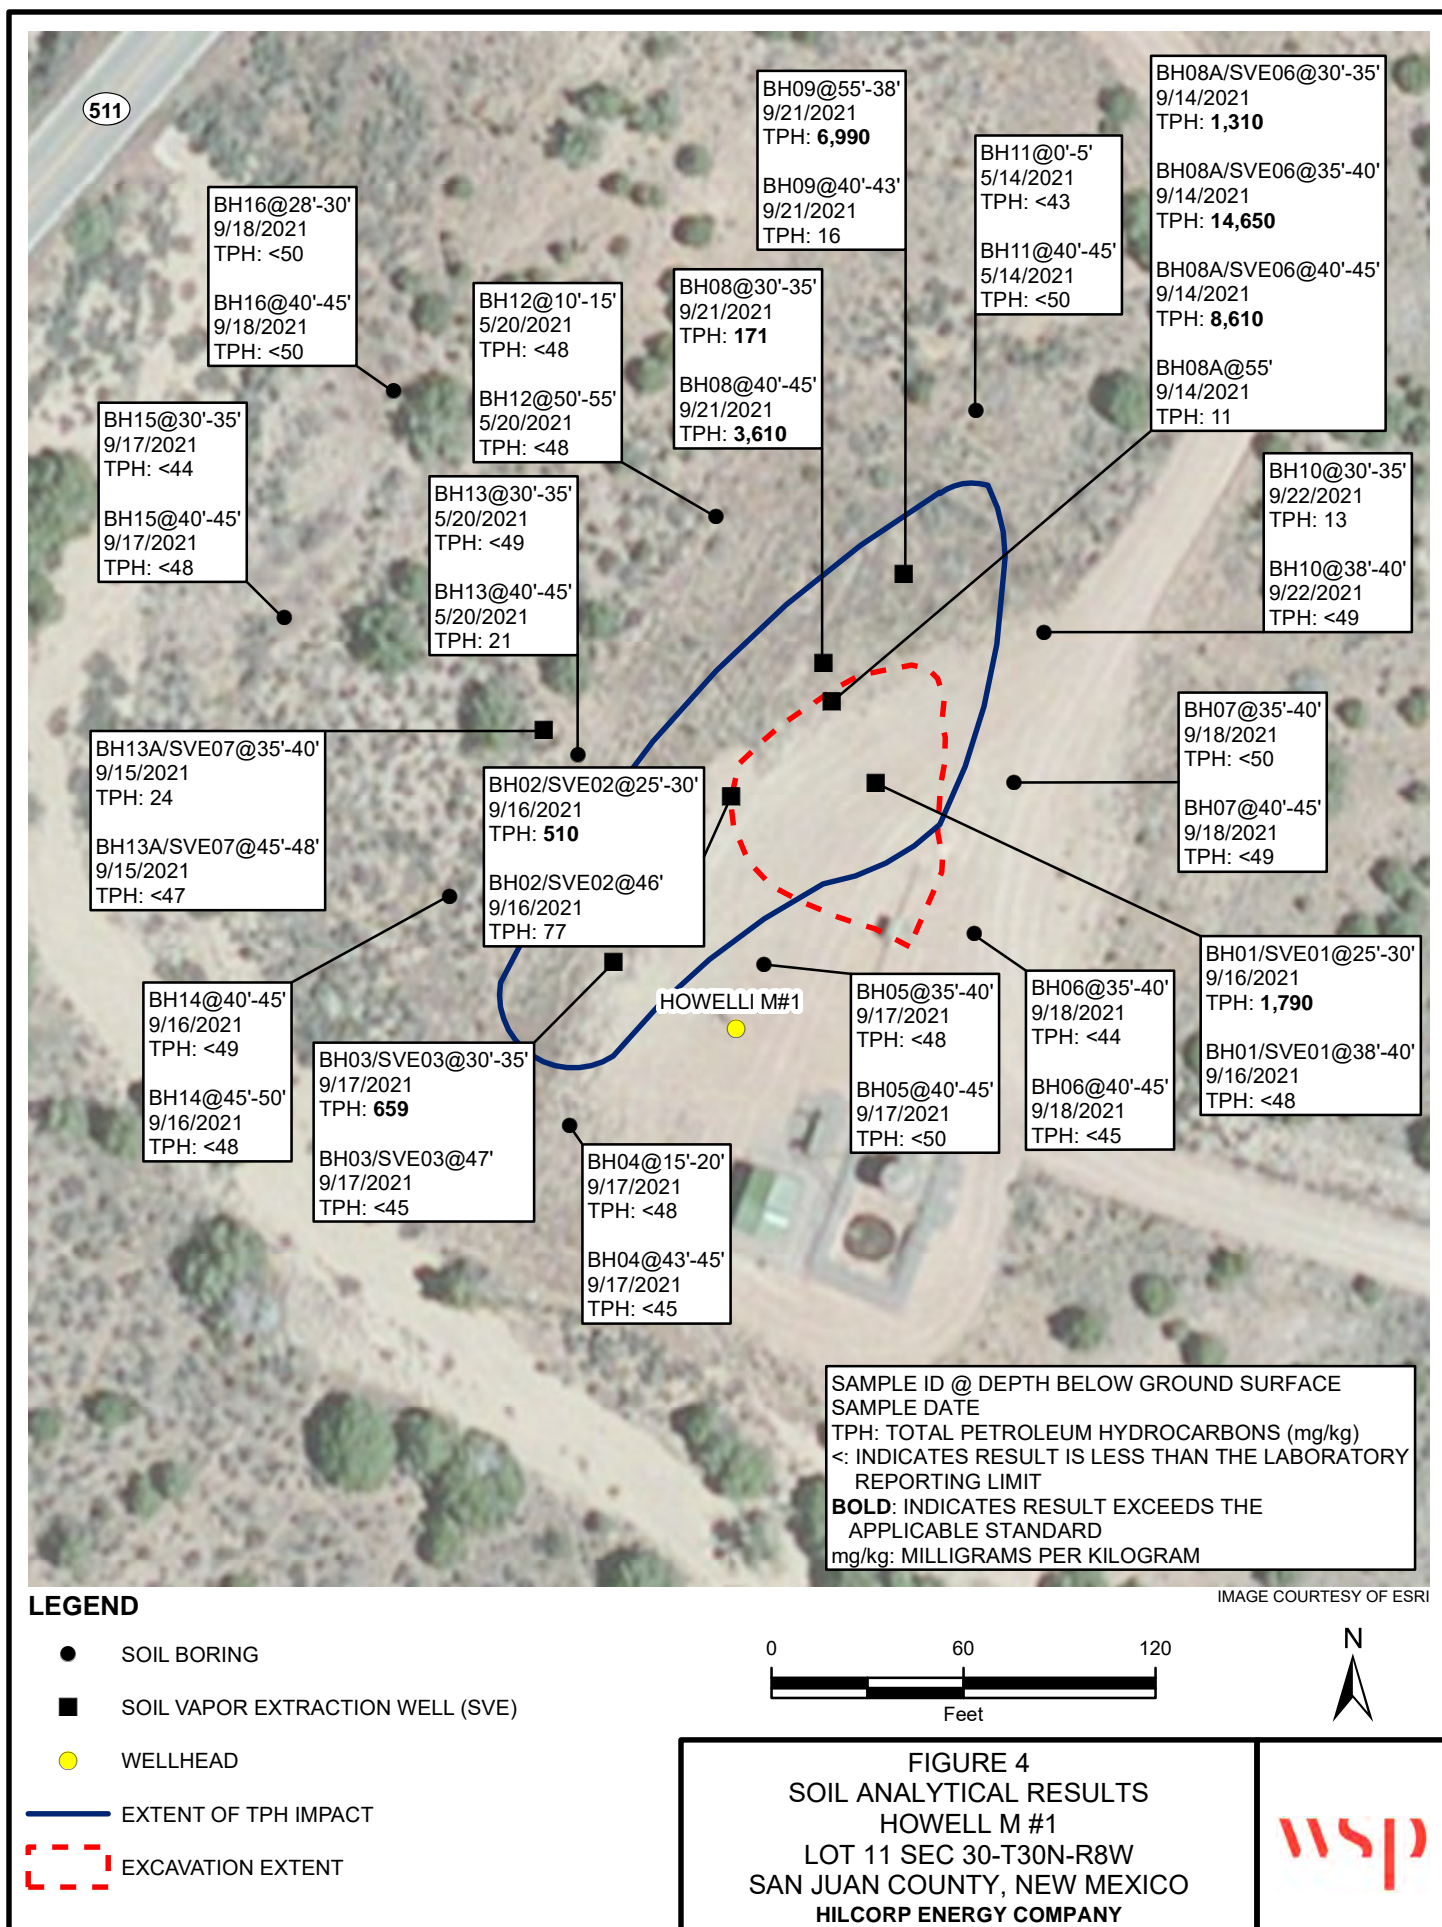 511
BH09@55'-38'
9/21/2021
TPH: 6,990
BH09@40'-43'
9/21/2021
TPH: 16
BH08A/SVE06@30'-35'
9/14/2021
TPH: 1,310
BH08A/SVE06@35'-40'
9/14/2021
TPH: 14,650
BH08A/SVE06@40'-45'
9/14/2021
TPH: 8,610
BH08A@55'
9/14/2021
TPH: 11
BH11@0'-5'
5/14/2021
TPH: <43
BH11@40'-45'
5/14/2021
TPH: <50
BH16@28'-30'
9/18/2021
TPH: <50
BH16@40'-45'
9/18/2021
TPH: <50
BH12@10'-15'
5/20/2021
TPH: <48
BH12@50'-55'
5/20/2021
TPH: <48
BH08@30'-35'
9/21/2021
TPH: 171
BH08@40'-45'
9/21/2021
TPH: 3,610
BH15@30'-35'
9/17/2021
TPH: <44
BH15@40'-45'
9/17/2021
TPH: <48
BH13@30'-35'
5/20/2021
TPH: <49
BH13@40'-45'
5/20/2021
TPH: 21
BH10@30'-35'
9/22/2021
TPH: 13
BH10@38'-40'
9/22/2021
TPH: <49
BH07@35'-40'
9/18/2021
TPH: <50
BH07@40'-45'
9/18/2021
TPH: <49
BH13A/SVE07@35'-40'
9/15/2021
TPH: 24
BH13A/SVE07@45'-48'
9/15/2021
TPH: <47
BH02/SVE02@25'-30'
9/16/2021
TPH: 510
BH02/SVE02@46'
9/16/2021
TPH: 77
BH01/SVE01@25'-30'
9/16/2021
TPH: 1,790
BH01/SVE01@38'-40'
9/16/2021
TPH: <48
BH14@40'-45'
9/16/2021
TPH: <49
BH14@45'-50'
9/16/2021
TPH: <48
HOWELL M#1
BH05@35'-40'
9/17/2021
TPH: <48
BH05@40'-45'
9/17/2021
TPH: <50
BH06@35'-40'
9/18/2021
TPH: <44
BH06@40'-45'
9/18/2021
TPH: <45
BH03/SVE03@30'-35'
9/17/2021
TPH: 659
BH03/SVE03@47'
9/17/2021
TPH: <45
BH04@15'-20'
9/17/2021
TPH: <48
BH04@43'-45'
9/17/2021
TPH: <45
SAMPLE ID @ DEPTH BELOW GROUND SURFACE
SAMPLE DATE
TPH: TOTAL PETROLEUM HYDROCARBONS (mg/kg)
<: INDICATES RESULT IS LESS THAN THE LABORATORY
REPORTING LIMIT
BOLD: INDICATES RESULT EXCEEDS THE
APPLICABLE STANDARD
mg/kg: MILLIGRAMS PER KILOGRAM
IMAGE COURTESY OF ESRI
LEGEND
SOIL BORING
SOIL VAPOR EXTRACTION WELL (SVE)
WELLHEAD
EXTENT OF TPH IMPACT
EXCAVATION EXTENT
0 60 120
Feet
N
FIGURE 4
SOIL ANALYTICAL RESULTS
HOWELL M #1
LOT 11 SEC 30-T30N-R8W
SAN JUAN COUNTY, NEW MEXICO
HILCORP ENERGY COMPANY
wsp